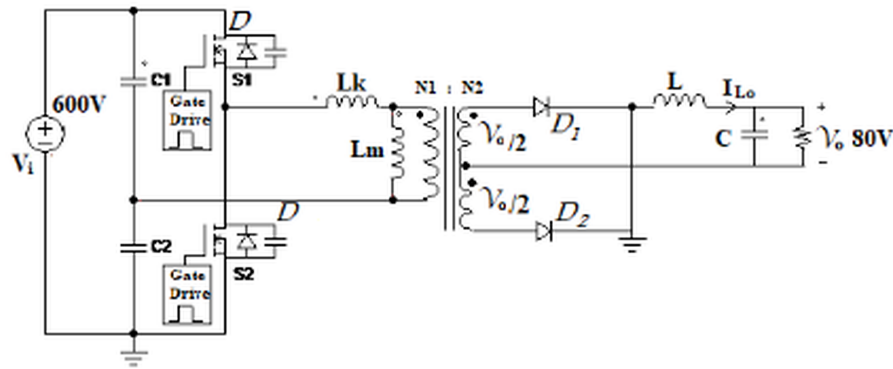 D
C1
S1
Gate
Drive
600V
Vi
Lk
N1 : N2
Lm
Vo/2
D1
L
ILo
C
Vo 80V
Vo/2
D2
D
C2
S2
Gate
Drive